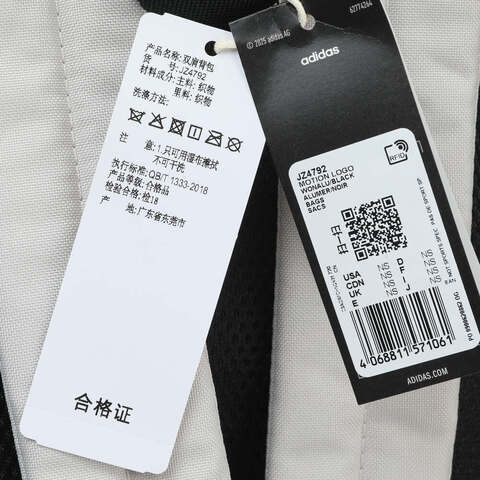 产品名称: 双肩背包
货 号: JZ4792
材料成分: 主料: 织物
里料: 织物
洗涤方法:
注 意: 1.只可用湿布擦拭
不可干洗
执行标准: QB/T 1333-2018
产品等级: 合格品
检验合格: 检18
产 地: 广东省东莞市
合格证
© 2025 adidas AG
62774264
adidas
RFID
JZ4792
MOTION LOGO
WONALU/BLACK
ALUMER/NOIR
BAGS
SACS
USA NS D NS
CDN NS F NS
UK NS I NS
E NS J NS
4 068811 571061
ADIDAS.COM